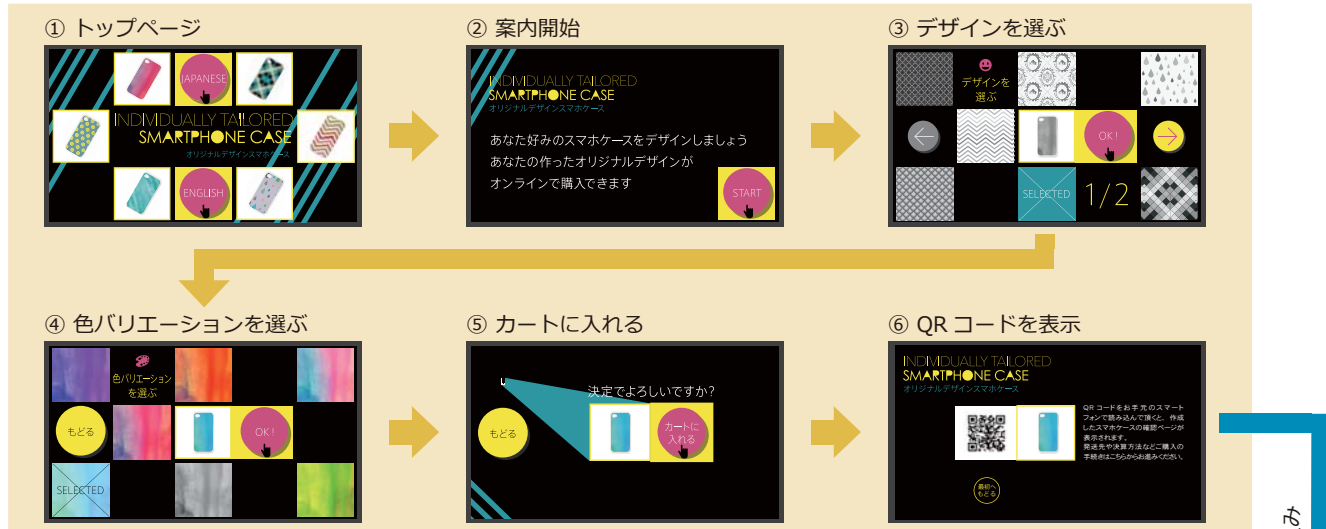 ① トップページ
JAPANESE
INDIVIDUALLY TAILORED
SMARTPHONE CASE
オリジナルデザインスマホケース
ENGLISH
② 案内開始
INDIVIDUALLY TAILORED
SMARTPHONE CASE
オリジナルデザインスマホケース
あなた好みのスマホケースをデザインしましょう
あなたの作ったオリジナルデザインが
オンラインで購入できます
START
③ デザインを選ぶ
デザインを
選ぶ
OK!
SELECTED
1/2
④ 色バリエーションを選ぶ
色バリエーション
を選ぶ
もどる
OK!
SELECTED
⑤ カートに入れる
決定でよろしいですか?
もどる
カートに
入れる
⑥ QR コードを表示
INDIVIDUALLY TAILORED
SMARTPHONE CASE
オリジナルデザインスマホケース
QR コードをお手元のスマート
フォンで読み込んで頂くと、作成
したスマホケースの確認ページが
表示されます。
発送先や決算方法などご購入の
手続きはこちらからお進みください。
最初へ
もどる
み